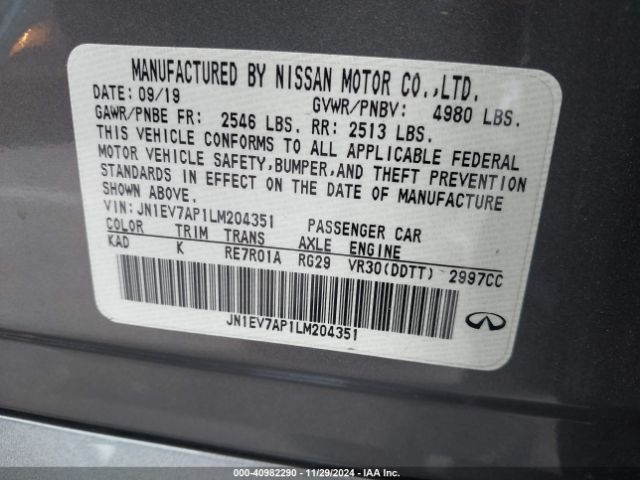 MANUFACTURED BY NISSAN MOTOR CO.,LTD.
DATE: 09/19 GVWR/PNBV: 4980 LBS.
GAWR/PNBE FR: 2546 LBS. RR: 2513 LBS.
THIS VEHICLE CONFORMS TO ALL APPLICABLE FEDERAL
MOTOR VEHICLE SAFETY,BUMPER,AND THEFT PREVENTION
STANDARDS IN EFFECT ON THE DATE OF MANUFACTURE
SHOWN ABOVE.
VIN: JN1EV7AP1LM204351 PASSENGER CAR
COLOR TRIM TRANS AXLE ENGINE
KAD K RE7R01A RG29 VR30(DDTT) 2997CC
JN1EV7AP1LM204351
000-40982290 - 11/29/2024 - IAA Inc.